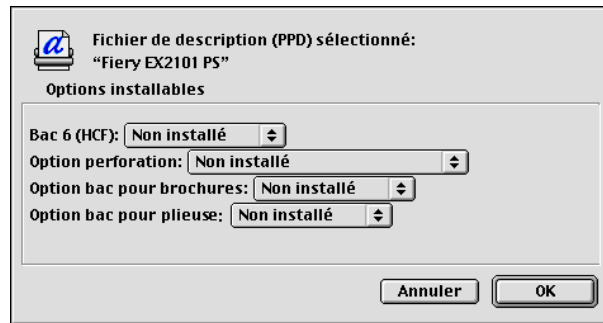 Fichier de description (PPD) sélectionné:
“Fiery EX2101 PS”
Options installables
Bac 6 (HCF): Non installé
Option perforation: Non installé
Option bac pour brochures: Non installé
Option bac pour plieuse: Non installé
Annuler OK